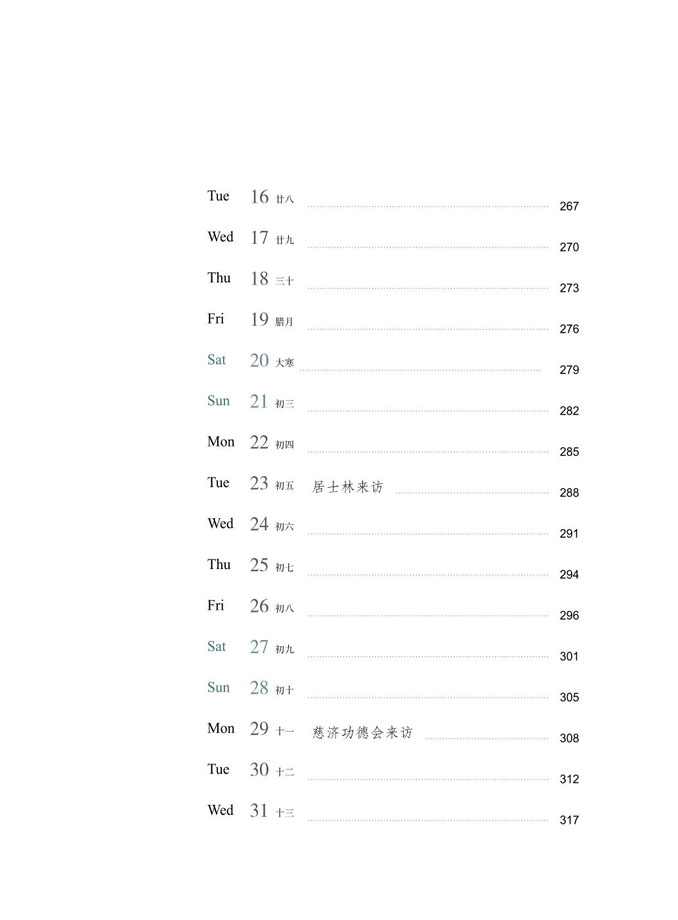 Tue 16 廿八 267
Wed 17 廿九 270
Thu 18 三十 273
Fri 19 腊月 276
Sat 20 大寒 279
Sun 21 初三 282
Mon 22 初四 285
Tue 23 初五 居士林来访 288
Wed 24 初六 291
Thu 25 初七 294
Fri 26 初八 296
Sat 27 初九 301
Sun 28 初十 305
Mon 29 十一 慈济功德会来访 308
Tue 30 十二 312
Wed 31 十三 317